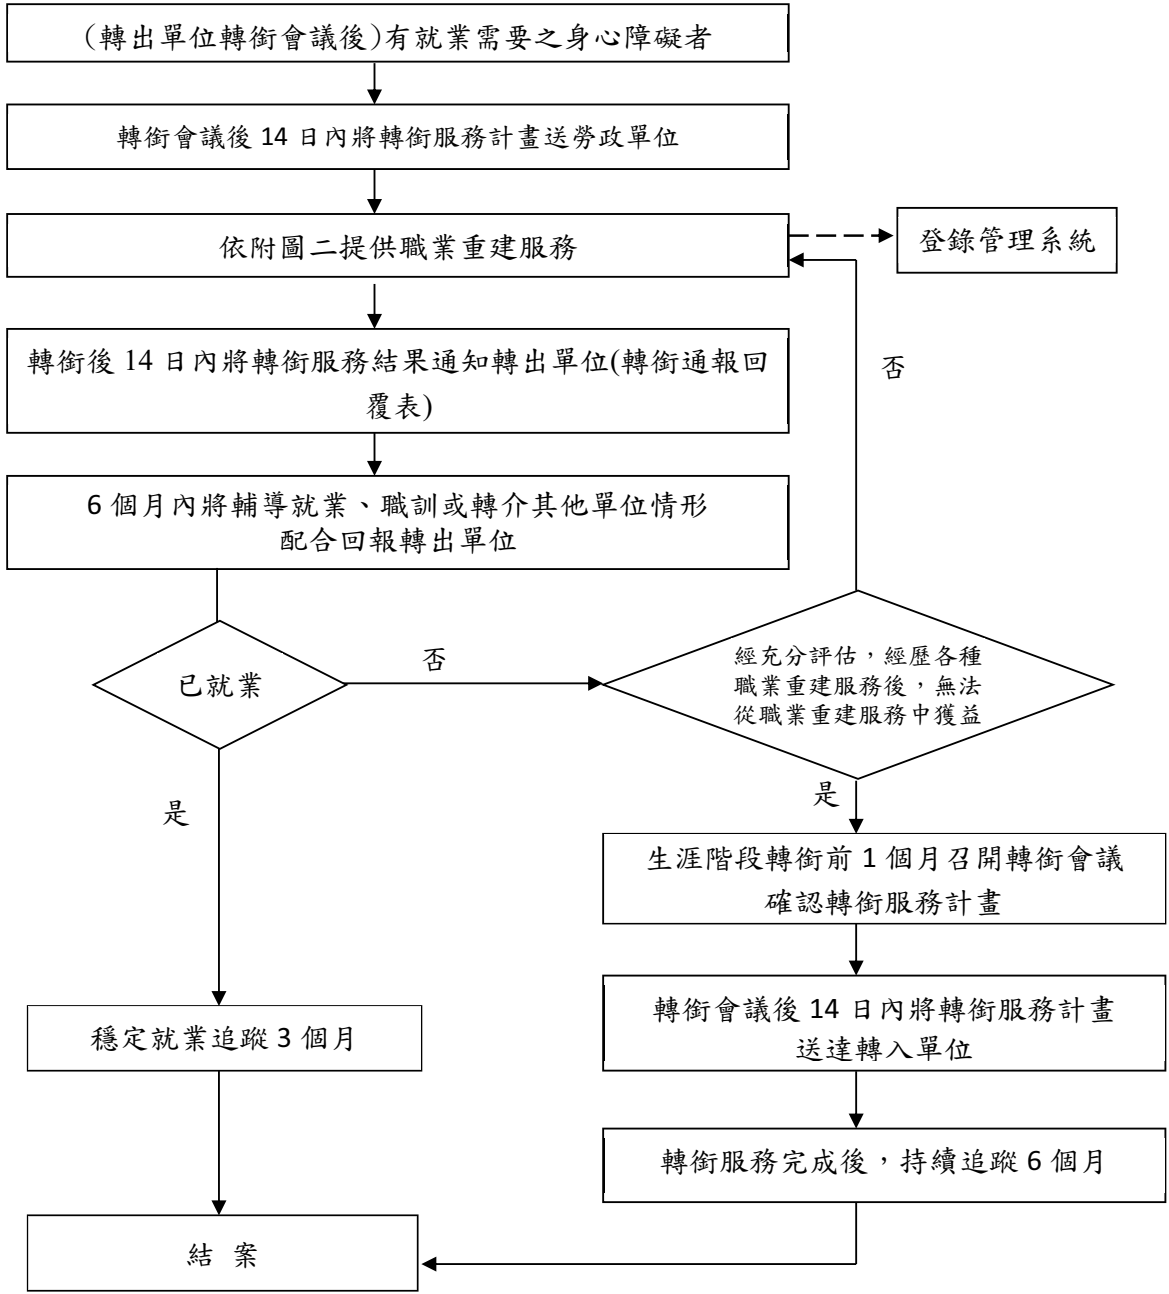 (轉出單位轉銜會議後)有就業需要之身心障礙者
轉銜會議後 14 日內將轉銜服務計畫送勞政單位
依附圖二提供職業重建服務
登錄管理系統
轉銜後 14 日內將轉銜服務結果通知轉出單位(轉銜通報回
覆表)
否
6 個月內將輔導就業、職訓或轉介其他單位情形
配合回報轉出單位
已就業
否
經充分評估，經歷各種
職業重建服務後，無法
從職業重建服務中獲益
是
是
生涯階段轉銜前 1 個月召開轉銜會議
確認轉銜服務計畫
轉銜會議後 14 日內將轉銜服務計畫
送達轉入單位
穩定就業追蹤 3 個月
轉銜服務完成後，持續追蹤 6 個月
結 案